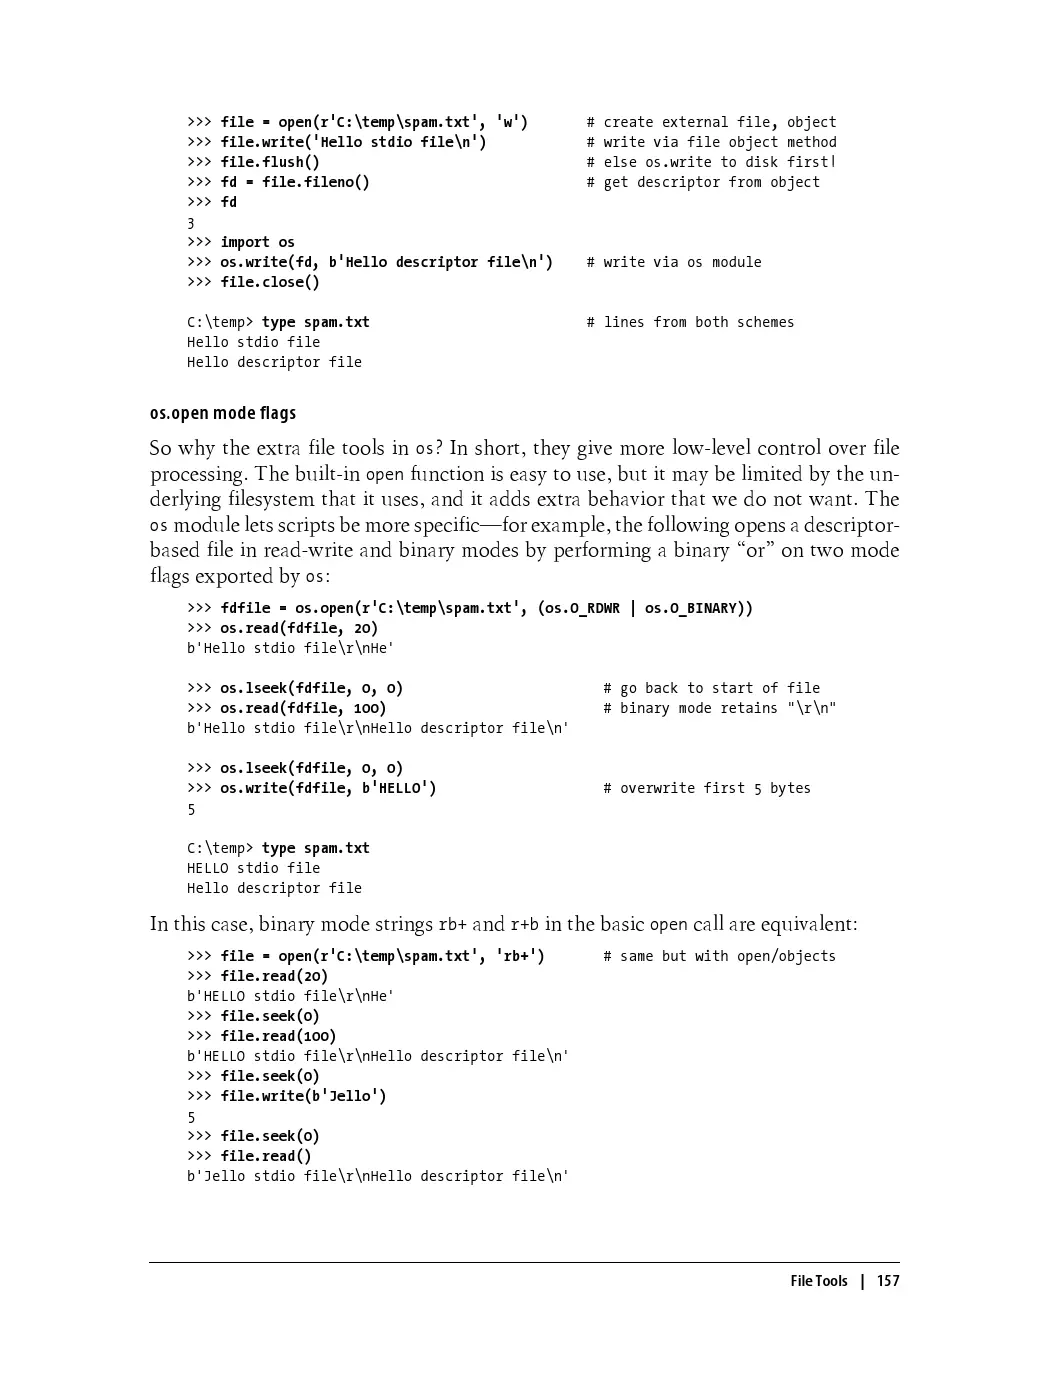 >>> file = open(r'C:\temp\spam.txt', 'w')       # create external file, object
>>> file.write('Hello stdio file\n')            # write via file object method
>>> file.flush()                                # else os.write to disk first!
>>> fd = file.fileno()                          # get descriptor from object
>>> fd
3
>>> import os
>>> os.write(fd, b'Hello descriptor file\n')    # write via os module
>>> file.close()
C:\temp> type spam.txt                          # lines from both schemes
Hello stdio file
Hello descriptor file
os.open mode flags
So why the extra file tools in os? In short, they give more low-level control over file
processing. The built-in open function is easy to use, but it may be limited by the un-
derlying filesystem that it uses, and it adds extra behavior that we do not want. The
os module lets scripts be more specific—for example, the following opens a descriptor-
based file in read-write and binary modes by performing a binary “or” on two mode
flags exported by os:
>>> fdfile = os.open(r'C:\temp\spam.txt', (os.O_RDWR | os.O_BINARY))
>>> os.read(fdfile, 20)
b'Hello stdio file\r\nHe'
>>> os.lseek(fdfile, 0, 0)                        # go back to start of file
>>> os.read(fdfile, 100)                          # binary mode retains "\r\n"
b'Hello stdio file\r\nHello descriptor file\n'
>>> os.lseek(fdfile, 0, 0)
>>> os.write(fdfile, b'HELLO')                    # overwrite first 5 bytes
5
C:\temp> type spam.txt
HELLO stdio file
Hello descriptor file
In this case, binary mode strings rb+ and r+b in the basic open call are equivalent:
>>> file = open(r'C:\temp\spam.txt', 'rb+')       # same but with open/objects
>>> file.read(20)
b'HELLO stdio file\r\nHe'
>>> file.seek(0)
>>> file.read(100)
b'HELLO stdio file\r\nHello descriptor file\n'
>>> file.seek(0)
>>> file.write(b'Jello')
5
>>> file.seek(0)
>>> file.read()
b'Jello stdio file\r\nHello descriptor file\n'
File Tools | 157